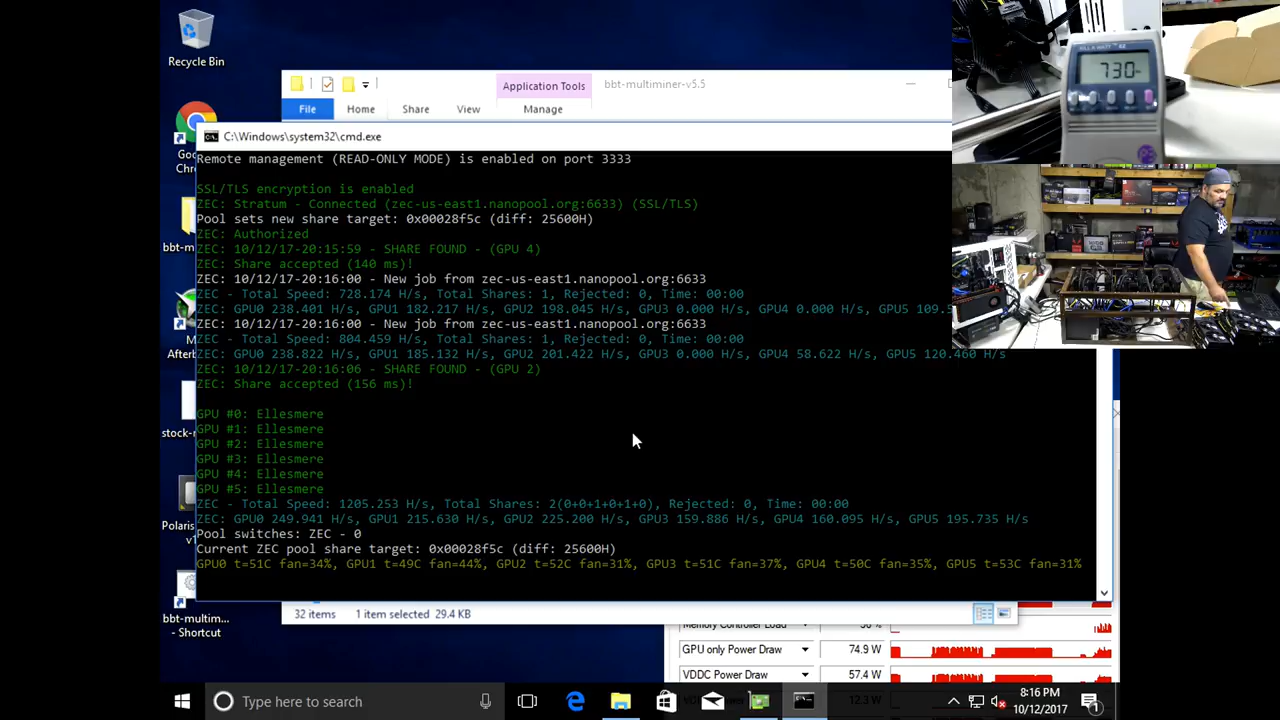 Recycle Bin
Application Tools
bbt-multiminer-v5.5
File
Home
Share
View
Manage
C:\Windows\system32\cmd.exe
Remote management (READ-ONLY MODE) is enabled on port 3333
SSL/TLS encryption is enabled
ZEC: Stratum - Connected (zec-us-east1.nanopool.org:6633) (SSL/TLS)
Pool sets new share target: 0x00028f5c (diff: 25600H)
ZEC: Authorized
ZEC: 10/12/17-20:15:59 - SHARE FOUND - (GPU 4)
ZEC: Share accepted (140 ms)!
ZEC: 10/12/17-20:16:00 - New job from zec-us-east1.nanopool.org:6633
ZEC - Total Speed: 728.174 H/s, Total Shares: 1, Rejected: 0, Time: 00:00
ZEC: GPU0 238.401 H/s, GPU1 182.217 H/s, GPU2 198.045 H/s, GPU3 0.000 H/s, GPU4 0.000 H/s, GPU5 109.5
ZEC: 10/12/17-20:16:00 - New job from zec-us-east1.nanopool.org:6633
ZEC - Total Speed: 804.459 H/s, Total Shares: 1, Rejected: 0, Time: 00:00
ZEC: GPU0 238.822 H/s, GPU1 185.132 H/s, GPU2 201.422 H/s, GPU3 0.000 H/s, GPU4 58.622 H/s, GPU5 120.460 H/s
ZEC: 10/12/17-20:16:06 - SHARE FOUND - (GPU 2)
ZEC: Share accepted (156 ms)!
GPU #0: Ellesmere
GPU #1: Ellesmere
GPU #2: Ellesmere
GPU #3: Ellesmere
GPU #4: Ellesmere
GPU #5: Ellesmere
ZEC - Total Speed: 1205.253 H/s, Total Shares: 2(0+0+1+0+1+0), Rejected: 0, Time: 00:00
ZEC: GPU0 249.941 H/s, GPU1 215.630 H/s, GPU2 225.200 H/s, GPU3 159.886 H/s, GPU4 160.095 H/s, GPU5 195.735 H/s
Pool switches: ZEC - 0
Current ZEC pool share target: 0x00028f5c (diff: 25600H)
GPU0 t=51C fan=34%, GPU1 t=49C fan=44%, GPU2 t=52C fan=31%, GPU3 t=51C fan=37%, GPU4 t=50C fan=35%, GPU5 t=53C fan=31%
Goo
Chr
bbt-mu
M
Afterb
stock-r
Polaris
v1
bbt-multim...
- Shortcut
32 items
1 item selected 29.4 KB
Memory Controller Load
GPU only Power Draw
74.9 W
VDDC Power Draw
57.4 W
12.3 W
Type here to search
8:16 PM
10/12/2017
730